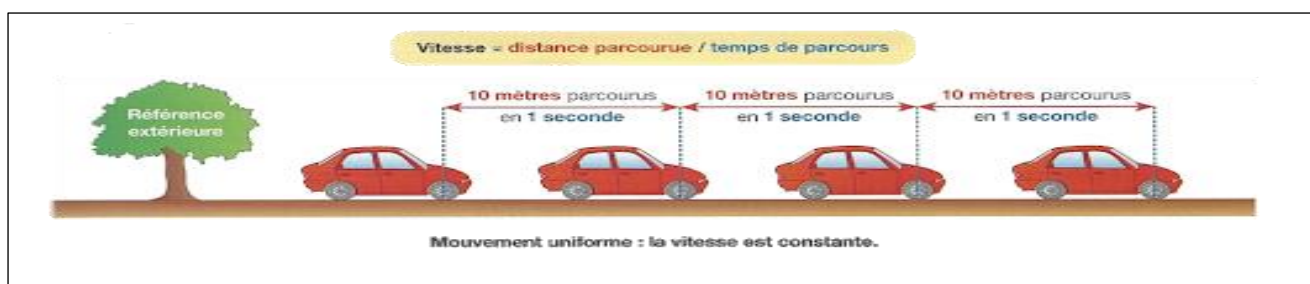 Vitesse = distance parcourue / temps de parcours
Référence
extérieure
10 mètres parcourus
en 1 seconde
10 mètres parcourus
en 1 seconde
10 mètres parcourus
en 1 seconde
Mouvement uniforme : la vitesse est constante.